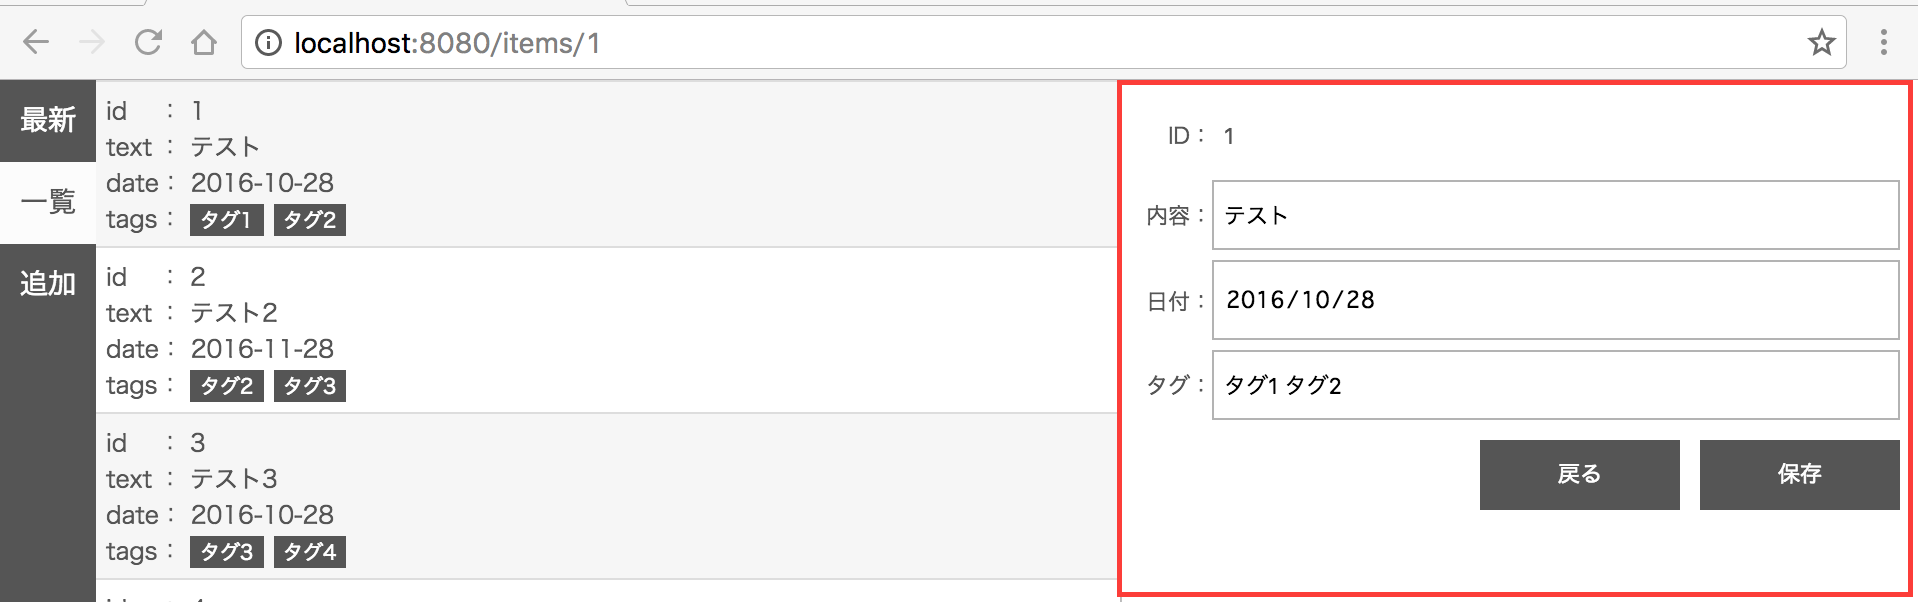 localhost:8080/items/1
最新
一覧
追加
id : 1
text : テスト
date : 2016-10-28
tags : タグ1 タグ2
id : 2
text : テスト2
date : 2016-11-28
tags : タグ2 タグ3
id : 3
text : テスト3
date : 2016-10-28
tags : タグ3 タグ4
ID : 1
内容 : テスト
日付 : 2016/10/28
タグ : タグ1 タグ2
戻る 保存